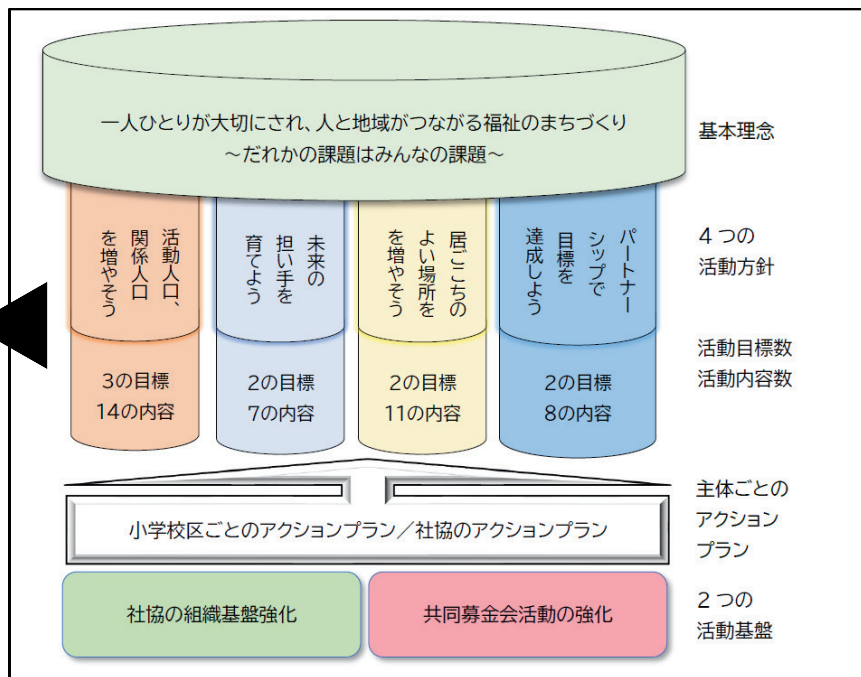 一人ひとりが大切にされ、人と地域がつながる福祉のまちづくり
～だれかの課題はみんなの課題～
基本理念
活動人口、
関係人口
を増やそう
未来の
担い手を
育てよう
居ごこちの
よい場所を
を増やそう
パートナー
シップで
目標を
達成しよう
4つの
活動方針
3の目標
14の内容
2の目標
7の内容
2の目標
11の内容
2の目標
8の内容
活動目標数
活動内容数
小学校区ごとのアクションプラン／社協のアクションプラン
主体ごとの
アクション
プラン
社協の組織基盤強化
共同募金会活動の強化
2つの
活動基盤